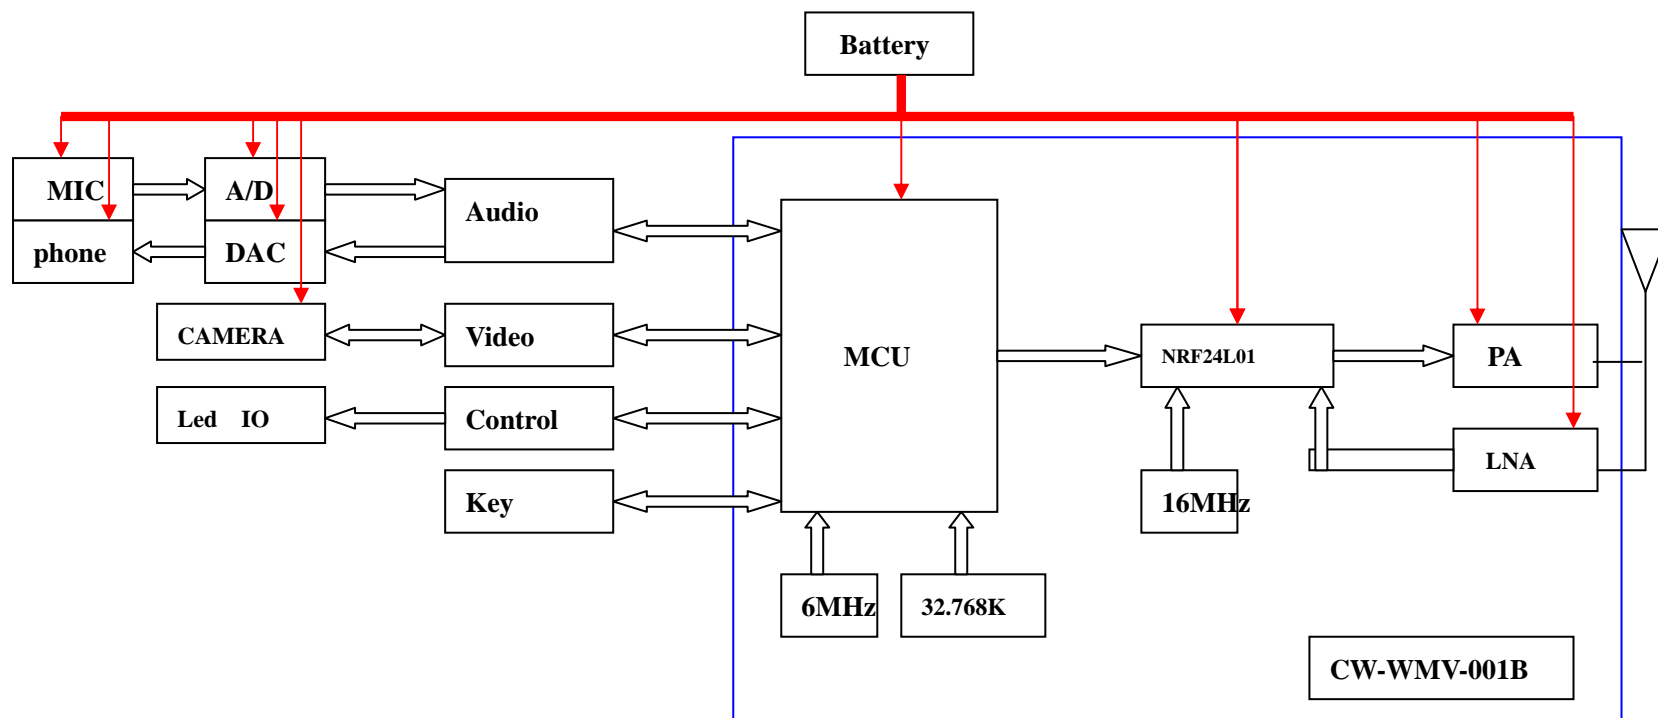 Battery
MIC
A/D
Audio
phone
DAC
CAMERA
Video
MCU
NRF24L01
PA
Led IO
Control
LNA
Key
16MHz
6MHz
32.768K
CW-WMV-001B